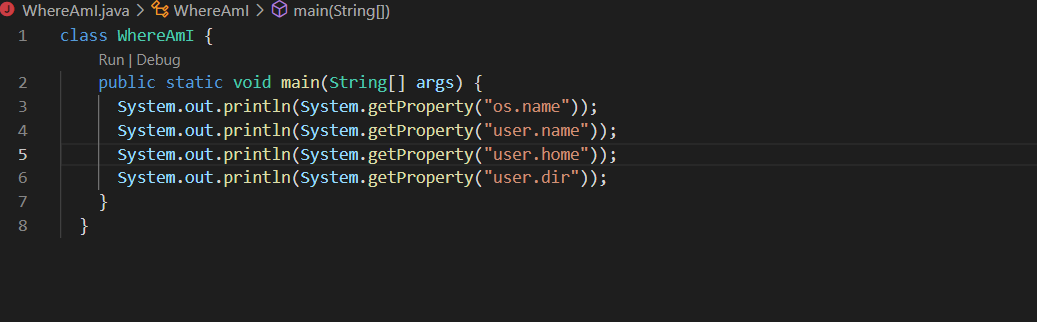 J WhereAmI.java > WhereAmI > main(String[])
1 class WhereAmI {
Run | Debug
2 public static void main(String[] args) {
3 System.out.println(System.getProperty("os.name"));
4 System.out.println(System.getProperty("user.name"));
5 System.out.println(System.getProperty("user.home"));
6 System.out.println(System.getProperty("user.dir"));
7 }
8 }